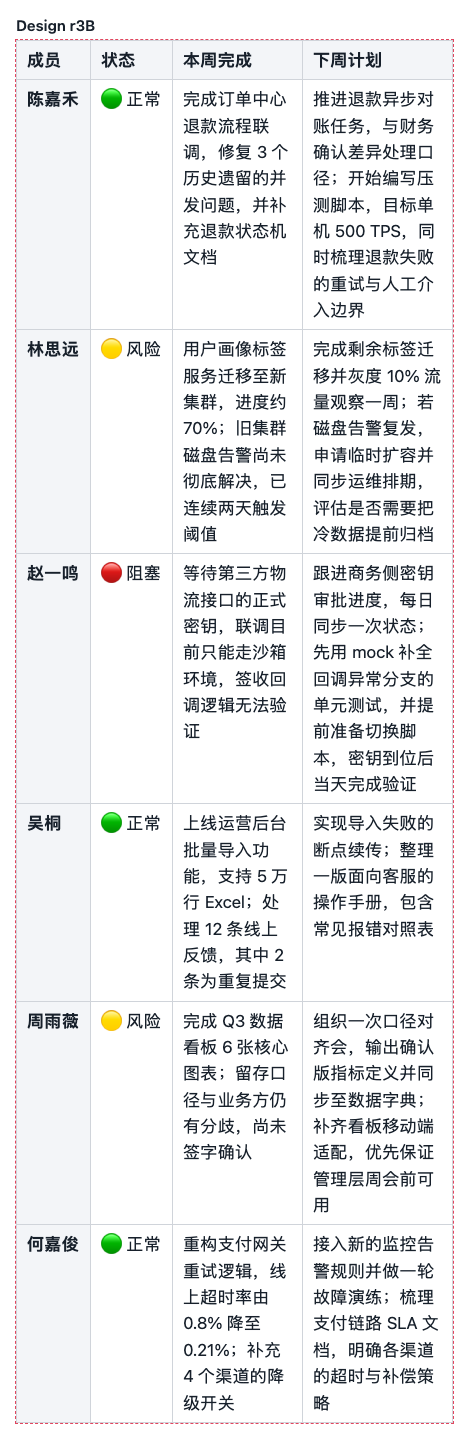 Design r3B
成员 状态 本周完成 下周计划
陈嘉禾 🟢 正常
完成订单中心
退款流程联
调，修复 3 个
历史遗留的并
发问题，并补
充退款状态机
文档
推进退款异步对
账任务，与财务
确认差异处理口
径；开始编写压
测脚本，目标单
机 500 TPS，同
时梳理退款失败
的重试与人工介
入边界
林思远 🟡 风险
用户画像标签
服务迁移至新
集群，进度约
70%；旧集群
磁盘告警尚未
彻底解决，已
连续两天触发
阈值
完成剩余标签迁
移并灰度 10% 流
量观察一周；若
磁盘告警复发，
申请临时扩容并
同步运维排期，
评估是否需要把
冷数据提前归档
赵一鸣 🔴 阻塞
等待第三方物
流接口的正式
密钥，联调目
前只能走沙箱
环境，签收回
调逻辑无法验
证
跟进商务侧密钥
审批进度，每日
同步一次状态；
先用 mock 补全
回调异常分支的
单元测试，并提
前准备切换脚
本，密钥到位后
当天完成验证
吴桐 🟢 正常
上线运营后台
批量导入功
能，支持 5 万
行 Excel；处
理 12 条线上
反馈，其中 2
条为重复提交
实现导入失败的
断点续传；整理
一版面向客服的
操作手册，包含
常见报错对照表
周雨薇 🟡 风险
完成 Q3 数据
看板 6 张核心
图表；留存口
径与业务方仍
有分歧，尚未
签字确认
组织一次口径对
齐会，输出确认
版指标定义并同
步至数据字典；
补齐看板移动端
适配，优先保证
管理层周会前可
用
何嘉俊 🟢 正常
重构支付网关
重试逻辑，线
上超时率由
0.8% 降至
0.21%；补充
4 个渠道的降
级开关
接入新的监控告
警规则并做一轮
故障演练；梳理
支付链路 SLA 文
档，明确各渠道
的超时与补偿策
略